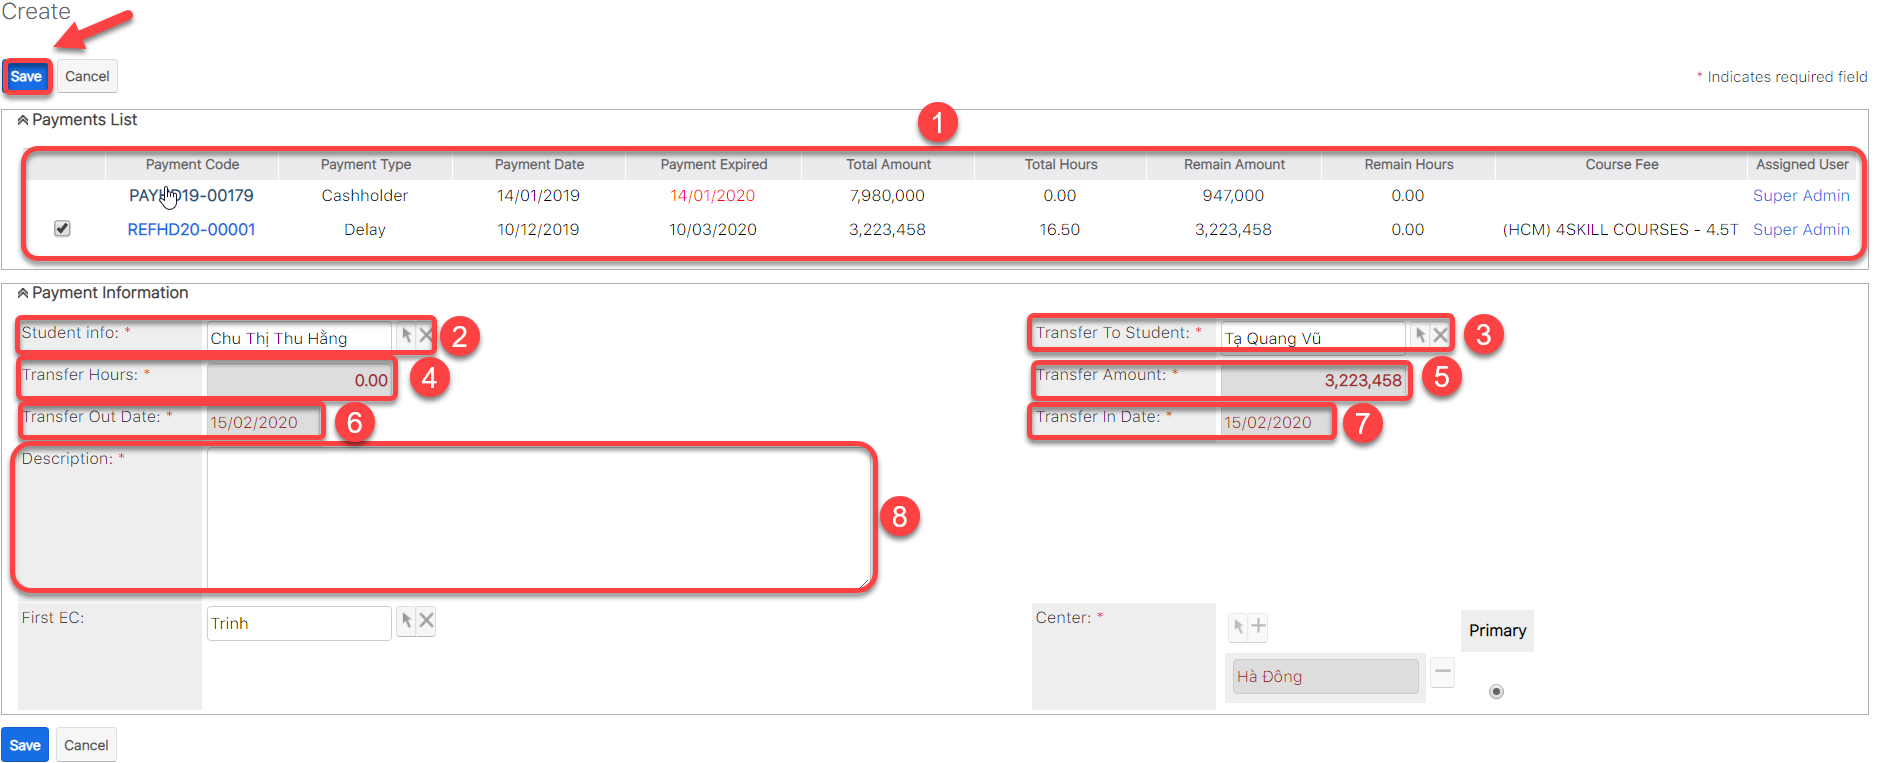 Create
Save Cancel
* Indicates required field
Payments List
1
Payment Code Payment Type Payment Date Payment Expired Total Amount Total Hours Remain Amount Remain Hours Course Fee Assigned User
PAYHD19-00179 Cashholder 14/01/2019 14/01/2020 7,980,000 0.00 947,000 0.00 Super Admin
REFHD20-00001 Delay 10/12/2019 10/03/2020 3,223,458 16.50 3,223,458 0.00 (HCM) 4SKILL COURSES - 4.5T Super Admin
Payment Information
Student info: * Chu Thị Thu Hằng 2 Transfer To Student: * Tạ Quang Vũ 3
Transfer Hours: * 0.00 4 Transfer Amount: * 3,223,458 5
Transfer Out Date: * 15/02/2020 6 Transfer In Date: * 15/02/2020 7
Description: *
8
First EC: Trinh Center: * Primary
Hà Đông
Save Cancel